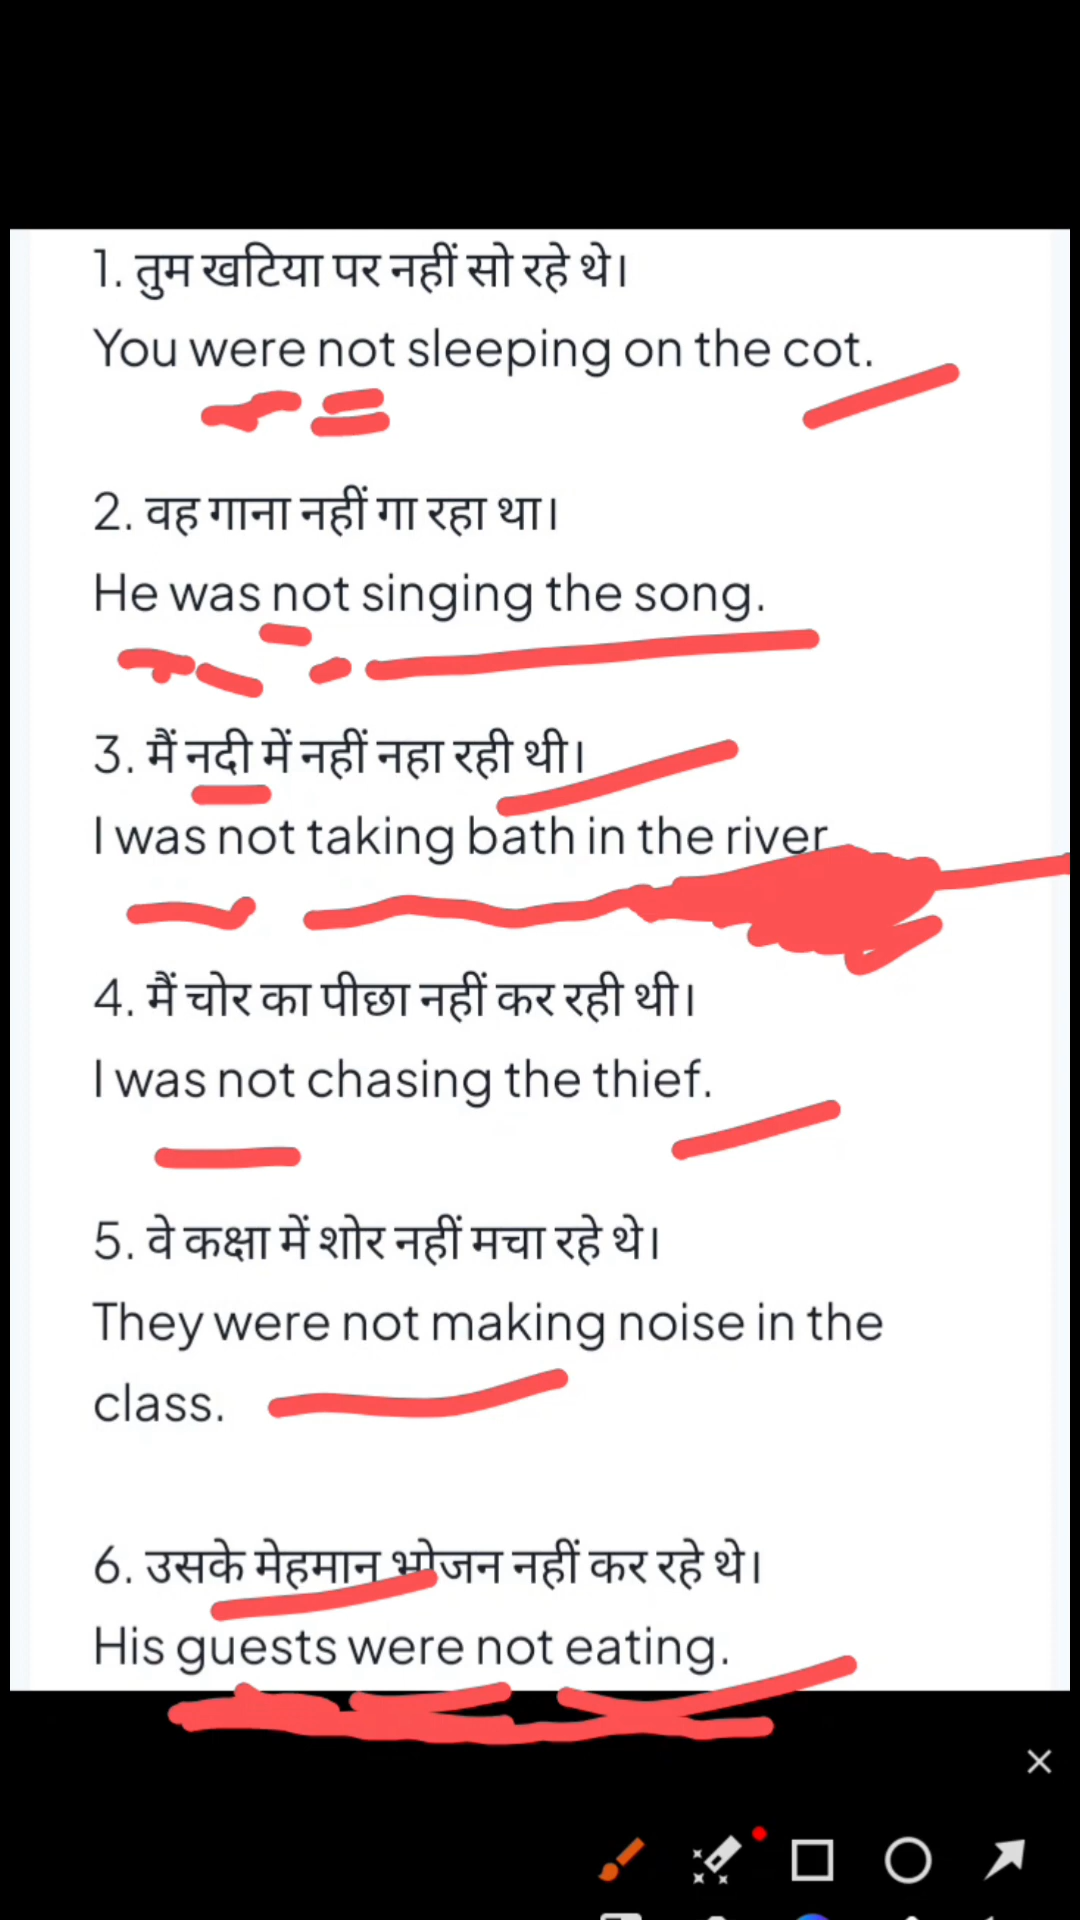 1. तुम खटिया पर नहीं सो रहे थे।
You were not sleeping on the cot.
2. वह गाना नहीं गा रहा था।
He was not singing the song.
3. मैं नदी में नहीं नहा रही थी।
I was not taking bath in the river
4. मैं चोर का पीछा नहीं कर रही थी।
I was not chasing the thief.
5. वे कक्षा में शोर नहीं मचा रहे थे।
They were not making noise in the
class.
6. उसके मेहमान भोजन नहीं कर रहे थे।
His guests were not eating.